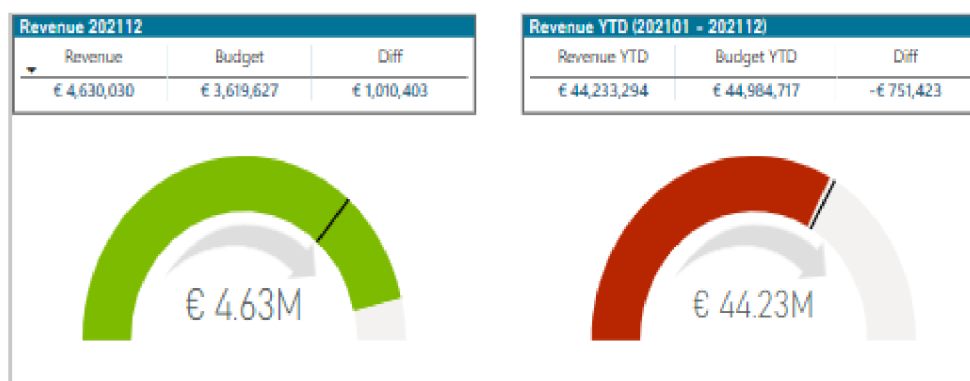 Revenue 202112
Revenue Budget Diff
€ 4,630,030 € 3,619,627 € 1,010,403
€ 4.63M
Revenue YTD (202101 - 202112)
Revenue YTD Budget YTD Diff
€ 44,233,294 € 44,984,717 -€ 751,423
€ 44.23M